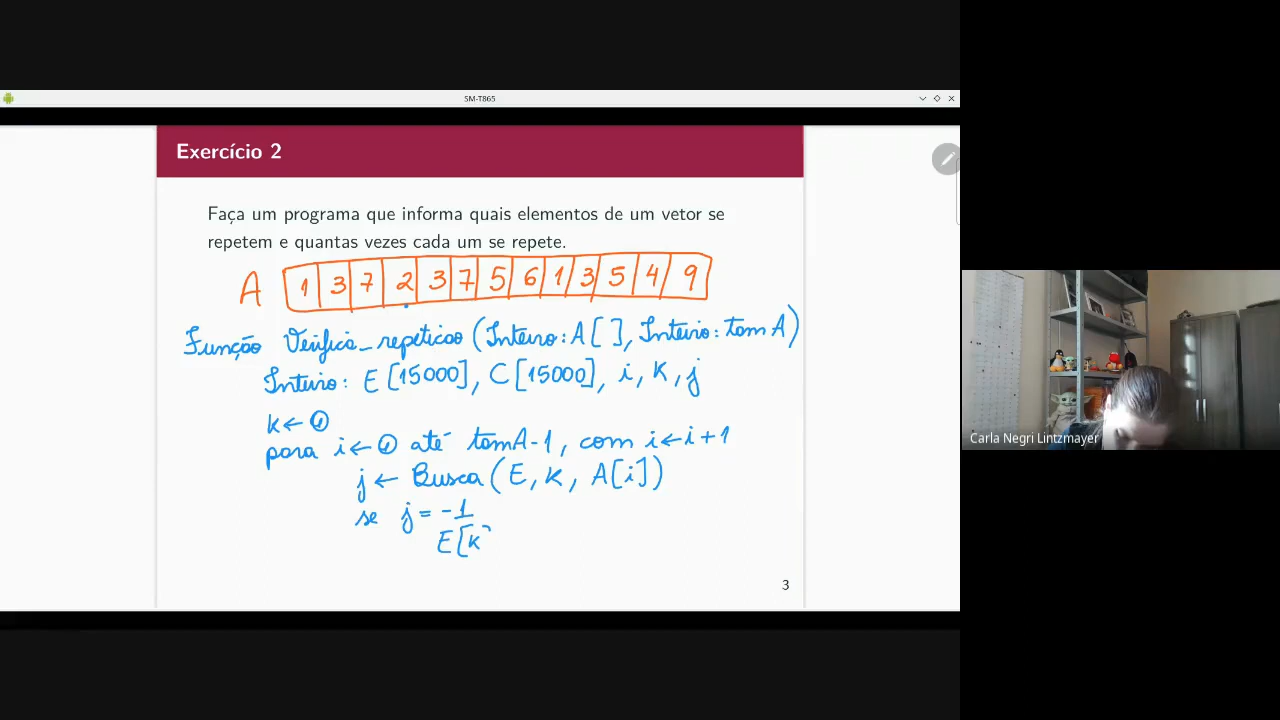 SM-T865
Exercício 2
Faça um programa que informa quais elementos de um vetor se
repetem e quantas vezes cada um se repete.
A 1 3 7 2 3 7 5 6 1 3 5 4 9
Função Verifica_repeticao (Inteiro: A[ ], Inteiro: tamA)
Inteiro: E[15000], C[15000], i, k, j
k ← 0
para i ← 0 até tamA-1, com i ← i+1
j ← Busca (E, k, A[i])
se j = -1
E[k
3
Carla Negri Lintzmayer